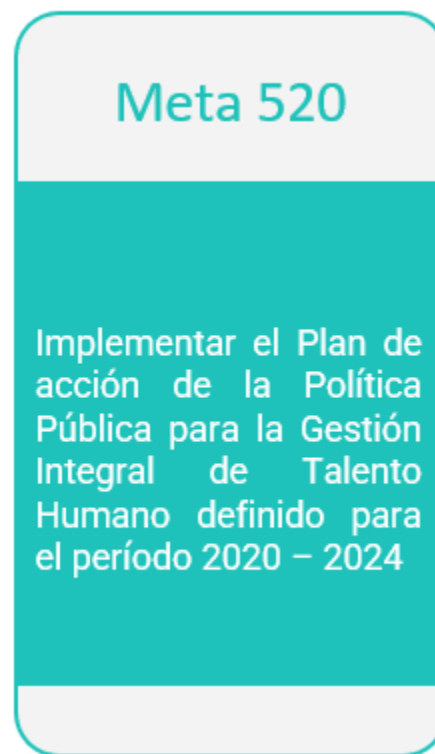 Meta 520
Implementar el Plan de
acción de la Política
Pública para la Gestión
Integral de Talento
Humano definido para
el período 2020 – 2024